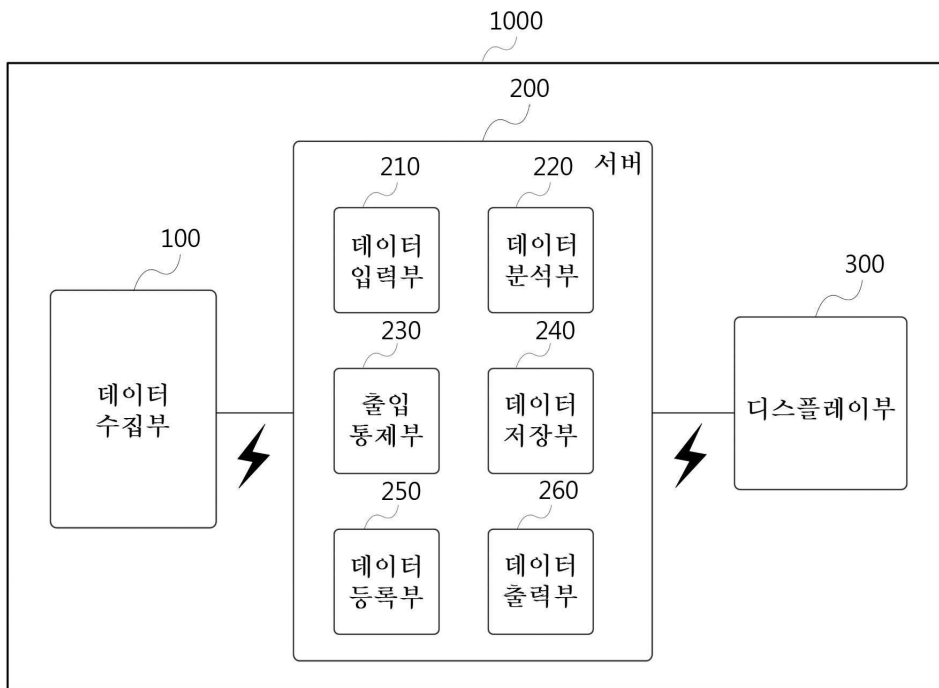 1000
200
서버
210
220
데이터
입력부
데이터
분석부
100
데이터
수집부
230
240
출입
통제부
데이터
저장부
300
디스플레이부
250
260
데이터
등록부
데이터
출력부